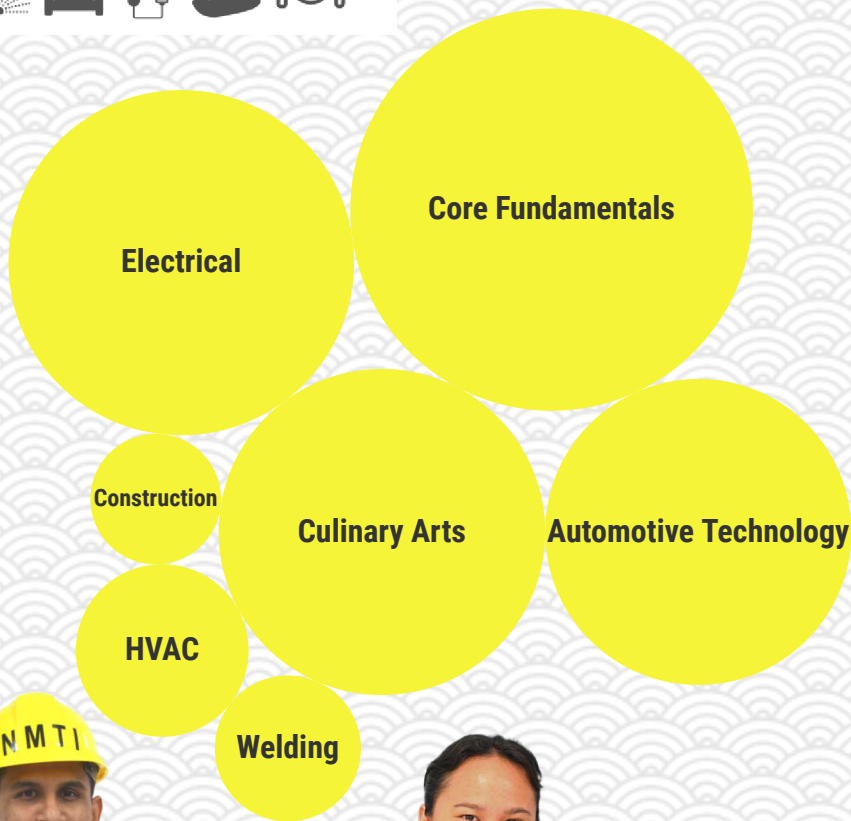 Core Fundamentals
Electrical
Construction
Culinary Arts
Automotive Technology
HVAC
NMTI
Welding